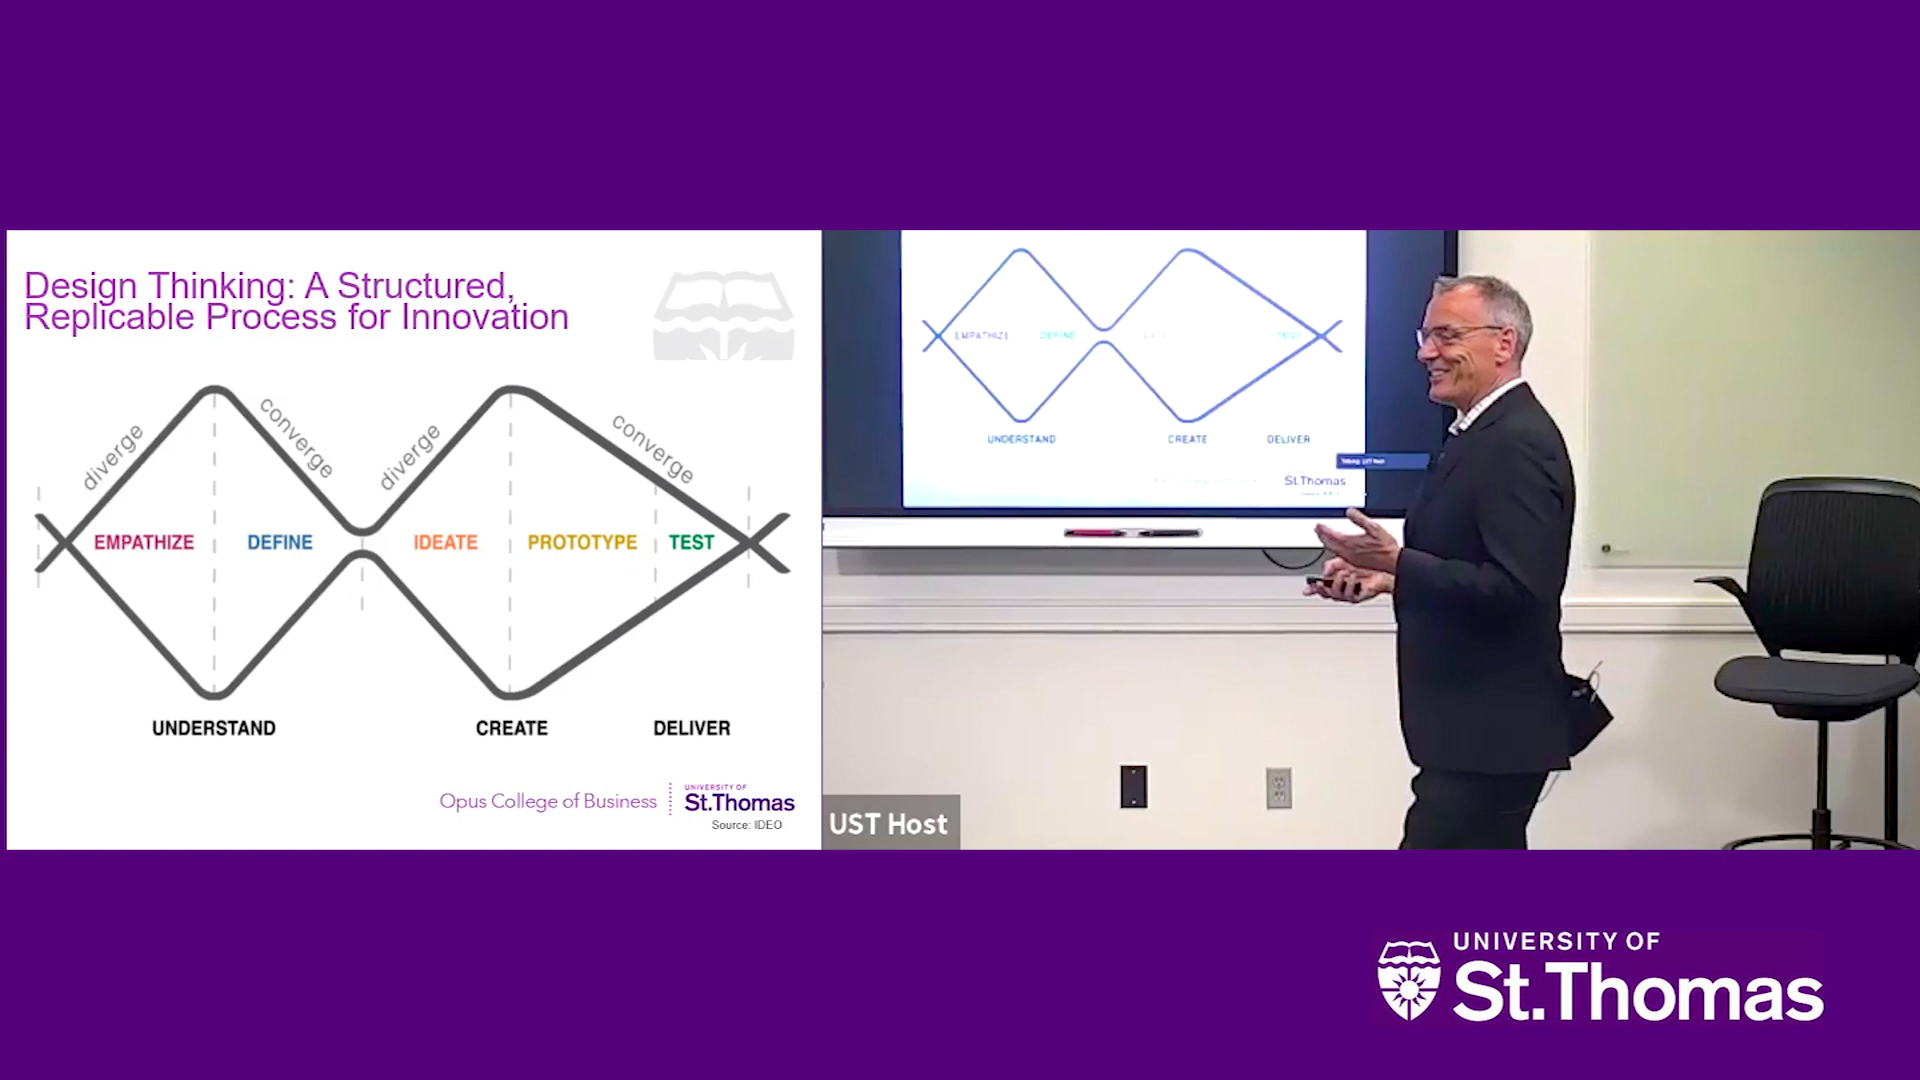 Design Thinking: A Structured,
Replicable Process for Innovation
diverge
converge
diverge
converge
EMPATHIZE
DEFINE
IDEATE
PROTOTYPE
TEST
UNDERSTAND
CREATE
DELIVER
Opus College of Business
UNIVERSITY OF
St.Thomas
Source: IDEO
EMPATHIZE
DEFINE
TEST
UNDERSTAND
CREATE
DELIVER
St.Thomas
UST Host
UNIVERSITY OF
St.Thomas